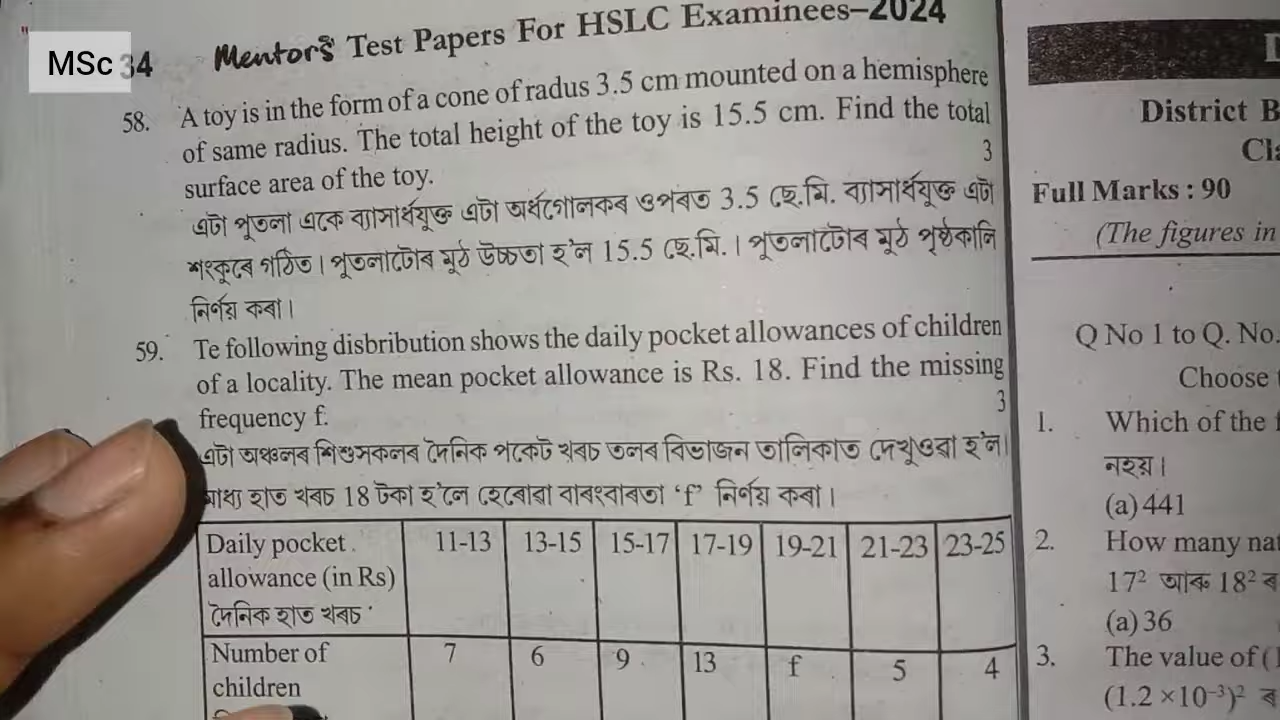 MSc 34 Mentors Test Papers For HSLC Examinees–2024
58. A toy is in the form of a cone of radus 3.5 cm mounted on a hemisphere
of same radius. The total height of the toy is 15.5 cm. Find the total
surface area of the toy. 3
এটা পূতলা একে ব্যাসাৰ্ধযুক্ত এটা অৰ্ধগোলকৰ ওপৰত 3.5 ছে.মি. ব্যাসাৰ্ধযুক্ত এটা
শংকুৰে গঠিত। পূতলাটোৰ মুঠ উচ্চতা হ'ল 15.5 ছে.মি.। পূতলাটোৰ মুঠ পৃষ্ঠকালি
নিৰ্ণয় কৰা।
59. Te following disbribution shows the daily pocket allowances of children
of a locality. The mean pocket allowance is Rs. 18. Find the missing
frequency f. 3
এটা অঞ্চলৰ শিশুসকলৰ দৈনিক পকেট খৰচ তলৰ বিভাজন তালিকাত দেখুওৱা হ'ল।
মাধ্য হাত খৰচ 18 টকা হ'লে হেৰোৱা বাৰংবাৰতা 'f' নিৰ্ণয় কৰা।
Daily pocket 11-13 13-15 15-17 17-19 19-21 21-23 23-25
allowance (in Rs)
দৈনিক হাত খৰচ
Number of 7 6 9 13 f 5 4
children
District B
Cla
Full Marks : 90
(The figures in
Q No 1 to Q. No.
Choose
1. Which of the
নহয়।
(a) 441
2. How many nat
17² আৰু 18² ৰ
(a) 36
3. The value of (1
(1.2 ×10⁻³)² ৰ